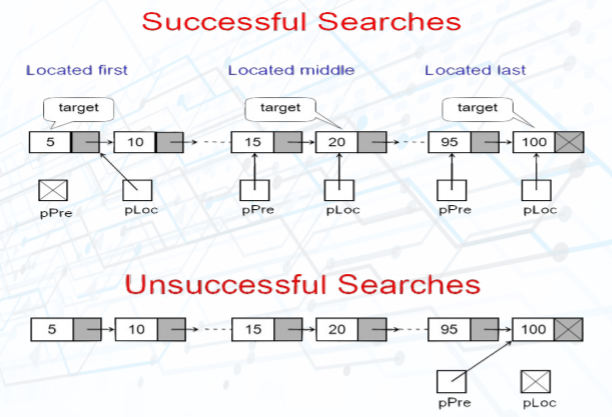 Successful Searches
Located first Located middle Located last
target target target
5 10 15 20 95 100
pPre pLoc pPre pLoc pPre pLoc
Unsuccessful Searches
5 10 15 20 95 100
pPre pLoc